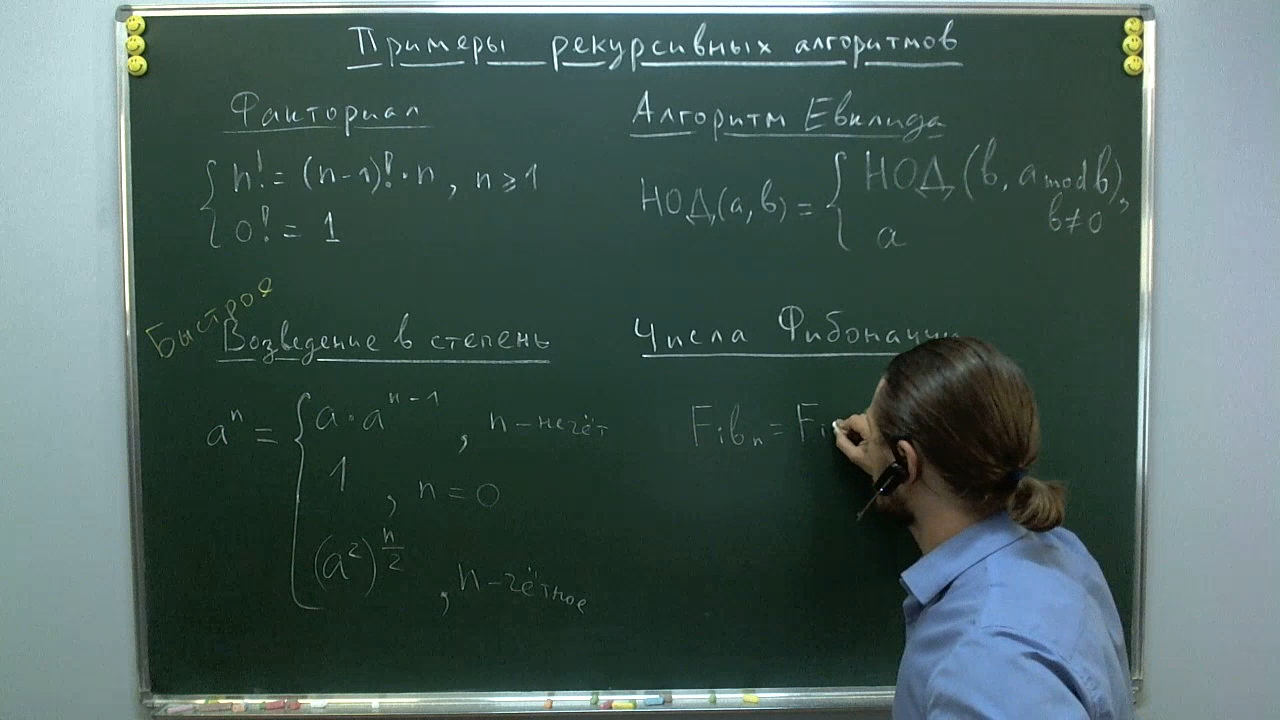 Примеры рекурсивных алгоритмов
Факториал
n! = (n-1)! · n, n ⩾ 1
0! = 1
Алгоритм Евклида
НОД(a, b) =
НОД(b, a mod b),
b ≠ 0
a
Быстрое
Возведение в степень
aⁿ =
a · aⁿ⁻¹, n - нечёт
1, n = 0
(a²)^(n/2), n - чётное
Числа Фибоначчи
Fibₙ = Fi